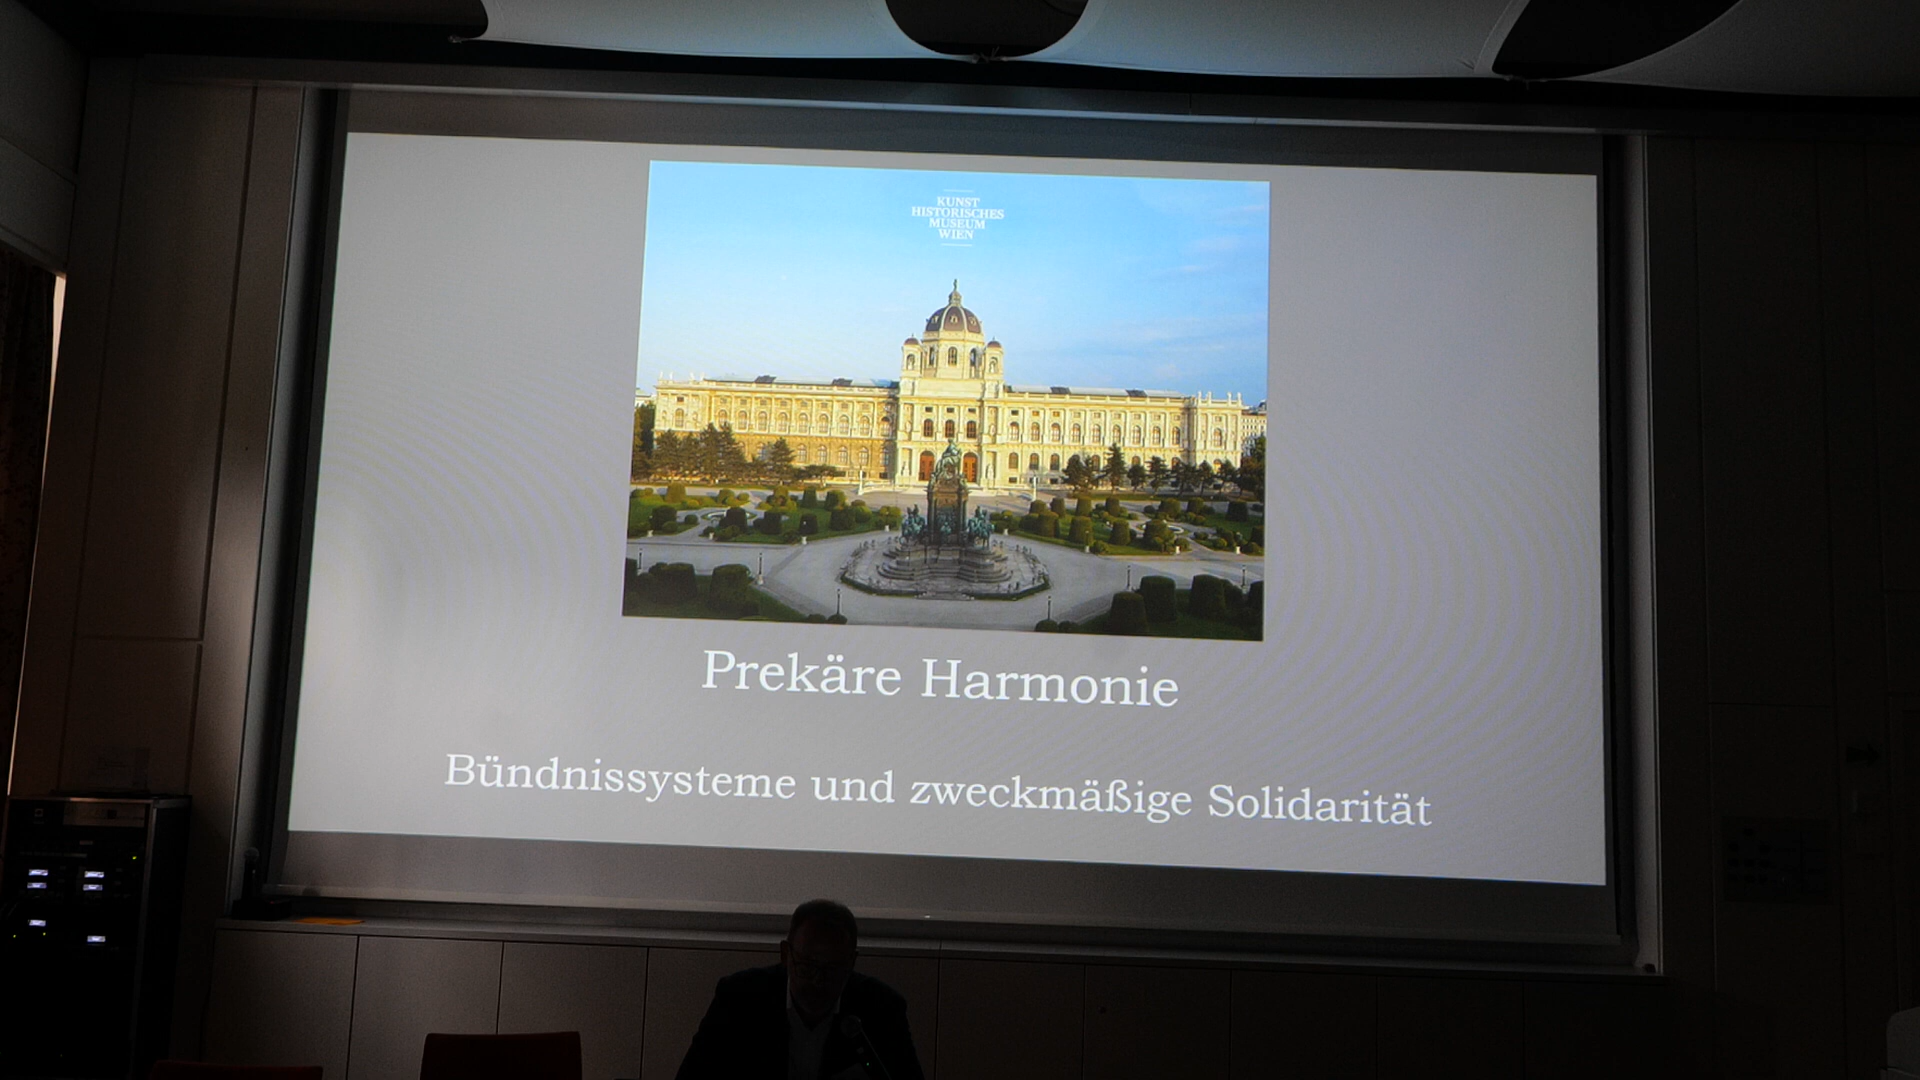 KUNST
HISTORISCHES
MUSEUM
WIEN
Prekäre Harmonie
Bündnissysteme und zweckmäßige Solidarität